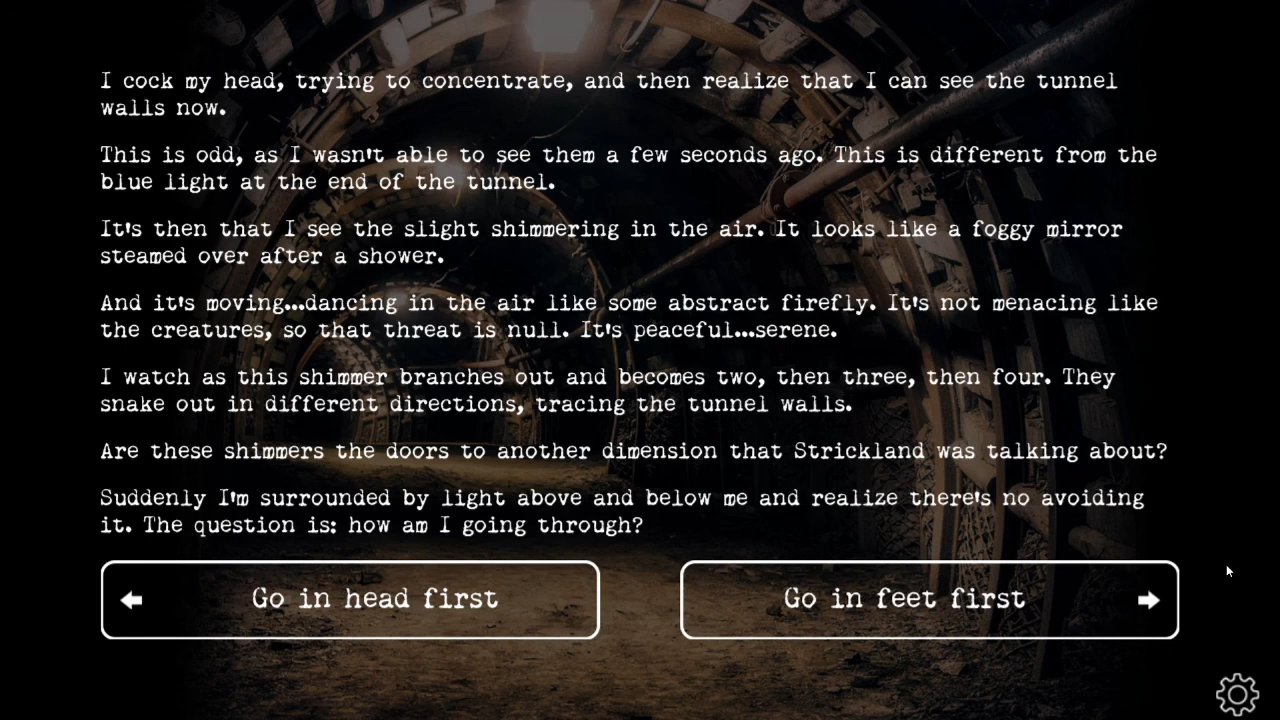 I cock my head, trying to concentrate, and then realize that I can see the tunnel
walls now.
This is odd, as I wasn't able to see them a few seconds ago. This is different from the
blue light at the end of the tunnel.
It's then that I see the slight shimmering in the air. It looks like a foggy mirror
steamed over after a shower.
And it's moving...dancing in the air like some abstract firefly. It's not menacing like
the creatures, so that threat is null. It's peaceful...serene.
I watch as this shimmer branches out and becomes two, then three, then four. They
snake out in different directions, tracing the tunnel walls.
Are these shimmers the doors to another dimension that Strickland was talking about?
Suddenly I'm surrounded by light above and below me and realize there's no avoiding
it. The question is: how am I going through?
Go in head first
Go in feet first